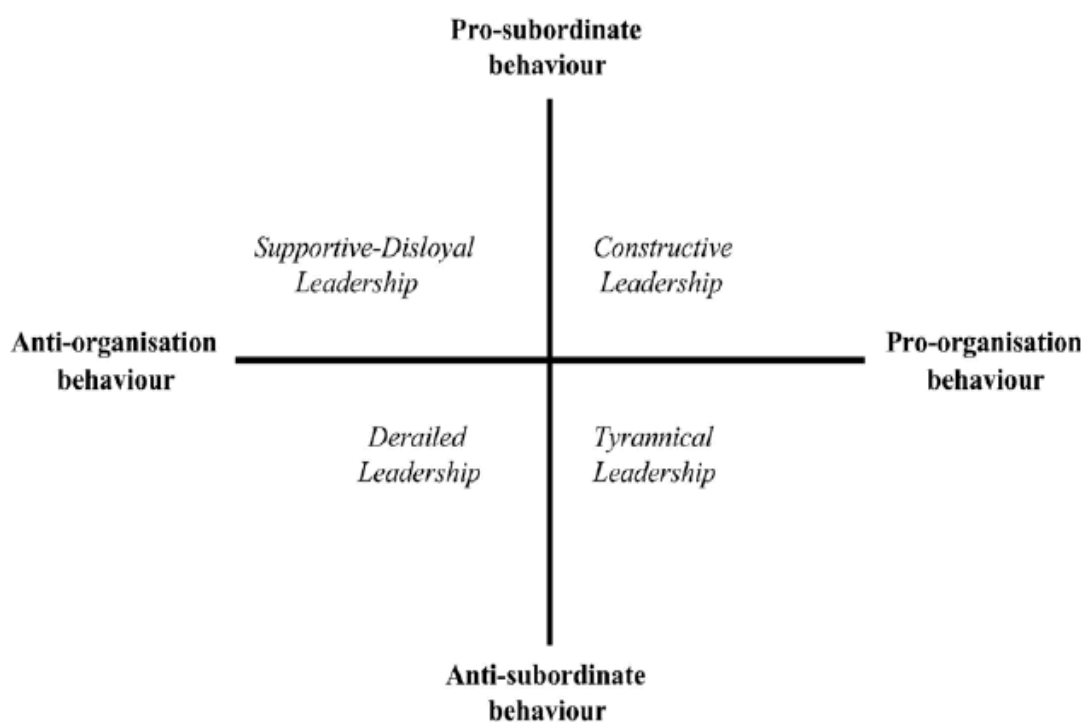 Pro-subordinate
behaviour
Supportive-Disloyal
Leadership
Constructive
Leadership
Anti-organisation
behaviour
Pro-organisation
behaviour
Derailed
Leadership
Tyrannical
Leadership
Anti-subordinate
behaviour